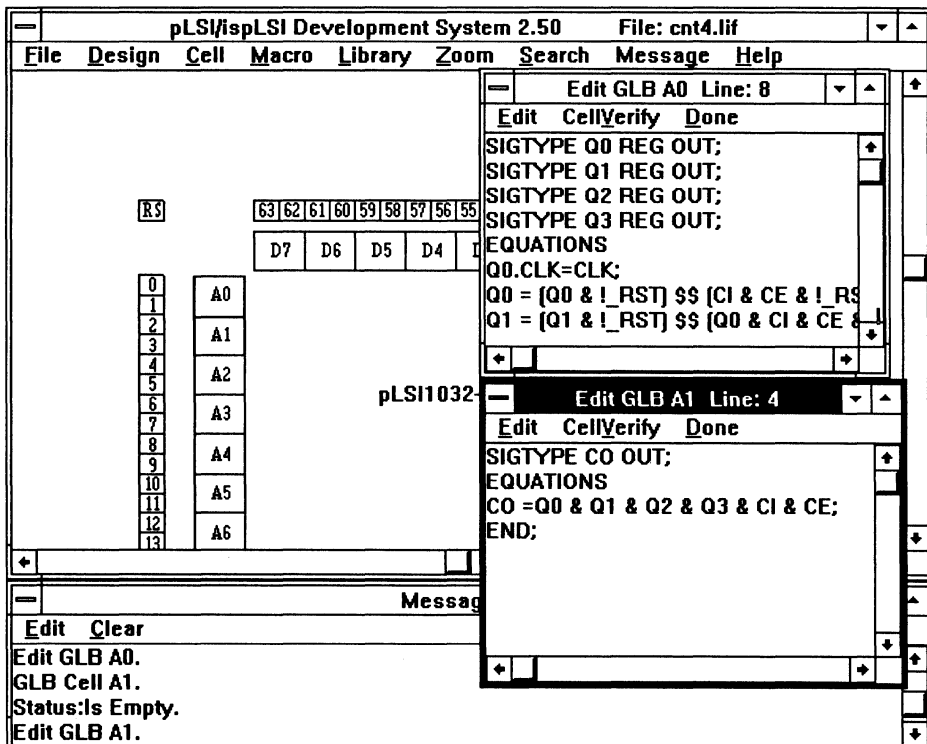 pLSI/ispLSI Development System 2.50 File: cnt4.lif
File Design Cell Macro Library Zoom Search Message Help
RS
63 62 61 60 59 58 57 56 55
D7 D6 D5 D4
0
1
2
3
4
5
6
7
8
9
10
11
12
13
A0
A1
A2
A3
A4
A5
A6
pLSI1032-
Edit GLB A0 Line: 8
Edit CellVerify Done
SIGTYPE Q0 REG OUT;
SIGTYPE Q1 REG OUT;
SIGTYPE Q2 REG OUT;
SIGTYPE Q3 REG OUT;
EQUATIONS
Q0.CLK=CLK;
Q0 = (Q0 & !_RST) $$ (CI & CE & !_RS
Q1 = (Q1 & !_RST) $$ (Q0 & CI & CE &
Edit GLB A1 Line: 4
Edit CellVerify Done
SIGTYPE CO OUT;
EQUATIONS
CO =Q0 & Q1 & Q2 & Q3 & CI & CE;
END;
Messag
Edit Clear
Edit GLB A0.
GLB Cell A1.
Status:Is Empty.
Edit GLB A1.